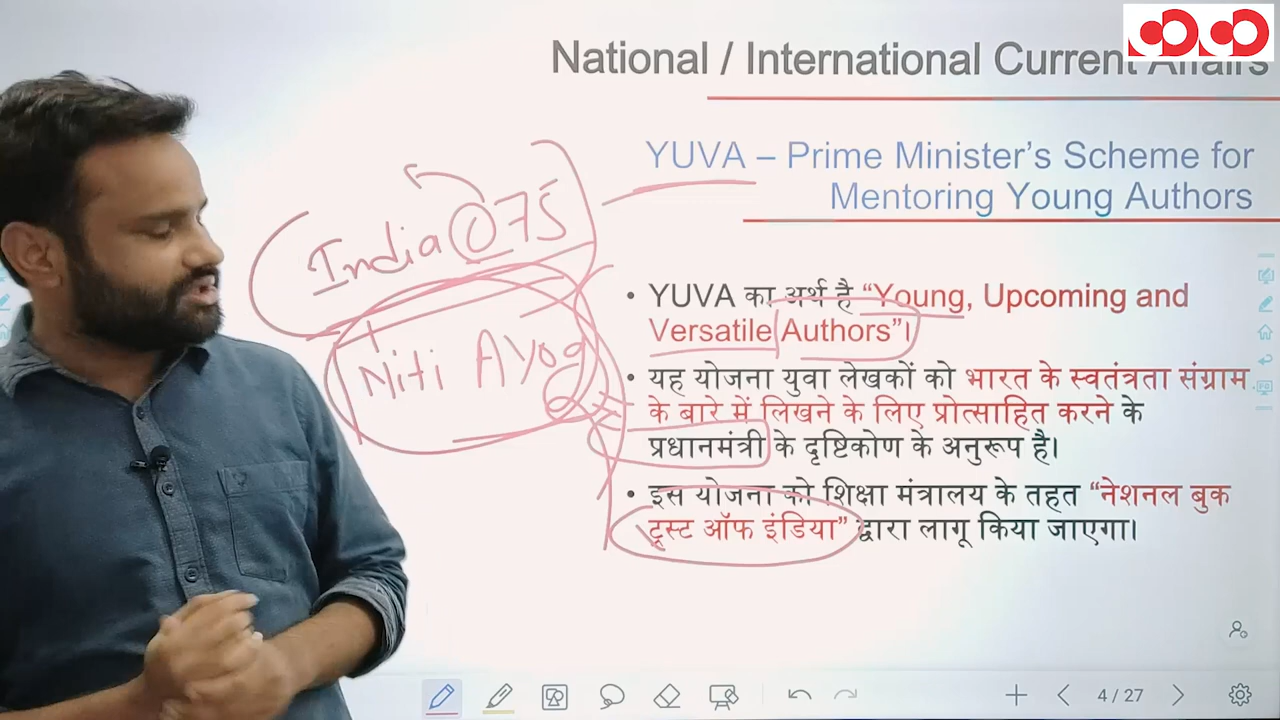 National / International Current Affairs
YUVA – Prime Minister’s Scheme for
Mentoring Young Authors
India @ 75
Niti Ayog
• YUVA का अर्थ है “Young, Upcoming and
Versatile Authors”।
• यह योजना युवा लेखकों को भारत के स्वतंत्रता संग्राम
के बारे में लिखने के लिए प्रोत्साहित करने के
प्रधानमंत्री के दृष्टिकोण के अनुरूप है।
• इस योजना को शिक्षा मंत्रालय के तहत “नेशनल बुक
ट्रस्ट ऑफ इंडिया” द्वारा लागू किया जाएगा।
4 / 27